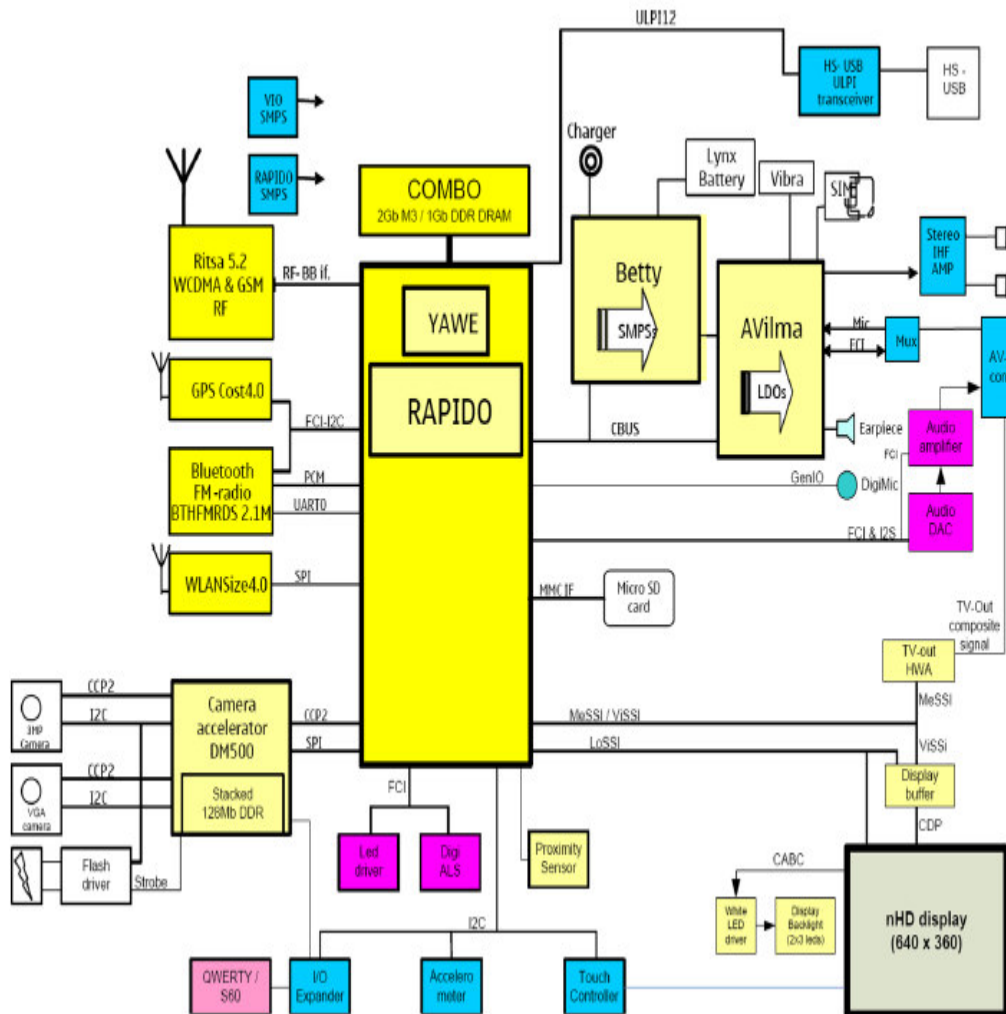 ULPI12
HS- USB
ULPI
transceiver
HS -
USB
VIO
SMPS
RAPIDO
SMPS
Charger
Lynx
Battery
Vibra
SIM
COMBO
2Gb M3 / 1Gb DDR DRAM
Ritsa 5.2
WCDMA & GSM
RF
RF- BB if.
YAWE
RAPIDO
Betty
SMPSs
AVilma
LDOs
Stereo
IHF
AMP
Mic
FCI
Mux
AV-
con
GPS Cost4.0
FCI-I2C
CBUS
Earpiece
FCI
Audio
amplifier
Bluetooth
FM-radio
BTHFMRDS 2.1M
PCM
UART0
GenIO
DigiMic
FCI & I2S
Audio
DAC
WLANSize4.0
SPI
MMC IF
Micro SD
card
TV-Out
composite
signal
TV-out
HWA
MeSSI
CCP2
I2C
3MP
Camera
Camera
accelerator
DM500
CCP2
SPI
MeSSI / ViSSI
LoSSI
ViSSi
CCP2
I2C
VGA
camera
Stacked
128Mb DDR
FCI
Display
buffer
CDP
Flash
driver
Strobe
Led
driver
Digi
ALS
Proximity
Sensor
CABC
White
LED
driver
Display
Backlight
(2x3 leds)
nHD display
(640 x 360)
I2C
QWERTY /
S60
I/O
Expander
Accelero
meter
Touch
Controller